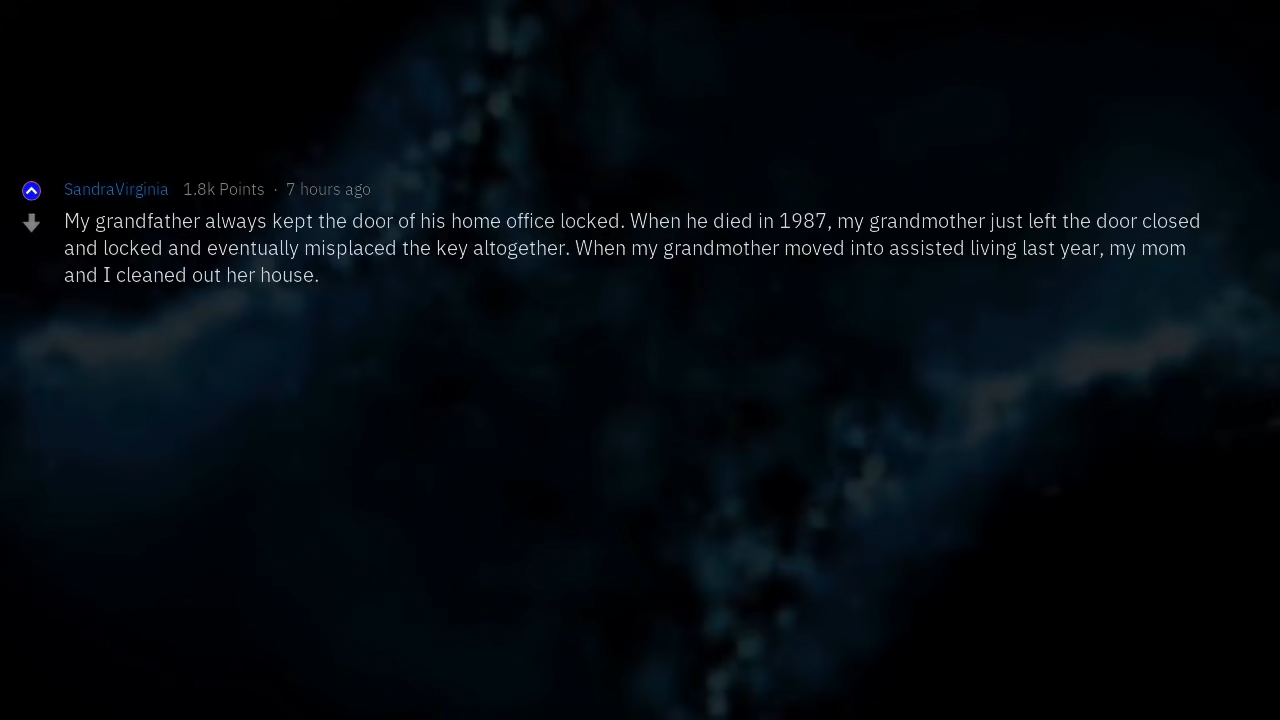 SandraVirginia 1.8k Points · 7 hours ago
My grandfather always kept the door of his home office locked. When he died in 1987, my grandmother just left the door closed
and locked and eventually misplaced the key altogether. When my grandmother moved into assisted living last year, my mom
and I cleaned out her house.